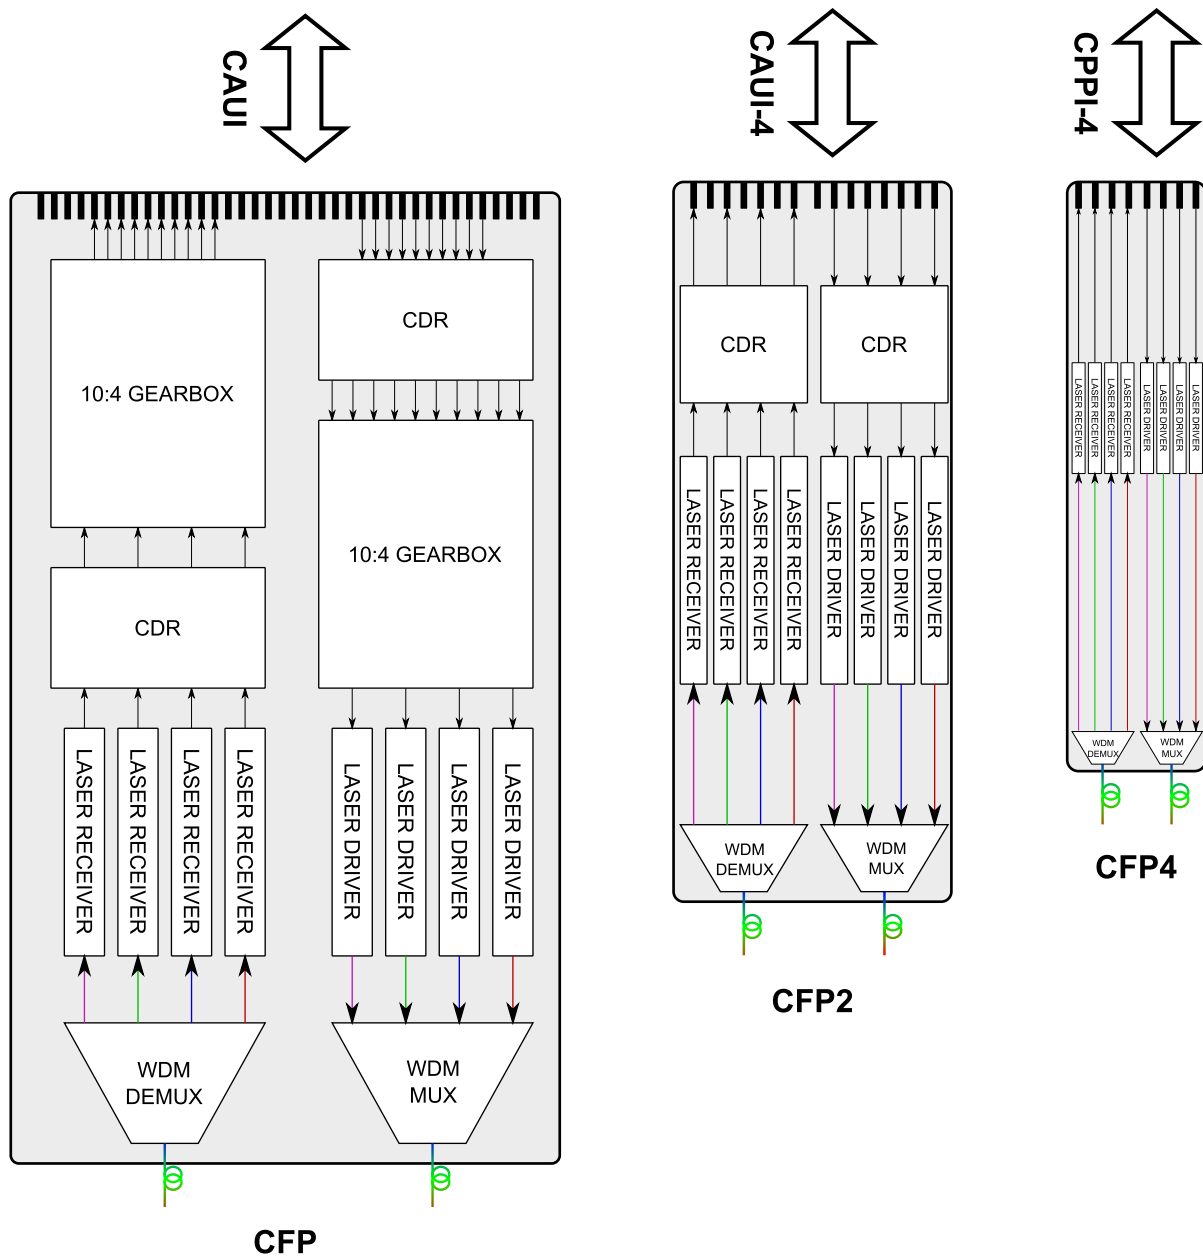 CAUI
10:4 GEARBOX
CDR
CDR
10:4 GEARBOX
LASER RECEIVER
LASER RECEIVER
LASER RECEIVER
LASER RECEIVER
LASER DRIVER
LASER DRIVER
LASER DRIVER
LASER DRIVER
WDM
DEMUX
WDM
MUX
CFP
CAUI-4
CDR
CDR
LASER RECEIVER
LASER RECEIVER
LASER RECEIVER
LASER RECEIVER
LASER DRIVER
LASER DRIVER
LASER DRIVER
LASER DRIVER
WDM
DEMUX
WDM
MUX
CFP2
CPPI-4
LASER RECEIVER
LASER RECEIVER
LASER RECEIVER
LASER RECEIVER
LASER DRIVER
LASER DRIVER
LASER DRIVER
LASER DRIVER
WDM
DEMUX
WDM
MUX
CFP4